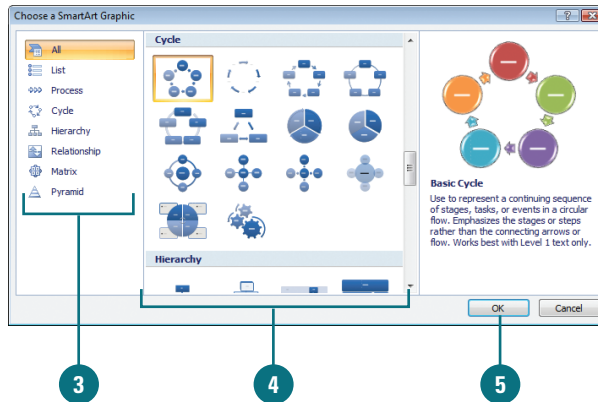 Choose a SmartArt Graphic
All
List
Process
Cycle
Hierarchy
Relationship
Matrix
Pyramid
Cycle
Hierarchy
Basic Cycle
Use to represent a continuing sequence
of stages, tasks, or events in a circular
flow. Emphasizes the stages or steps
rather than the connecting arrows or
flow. Works best with Level 1 text only.
OK
Cancel
3
4
5